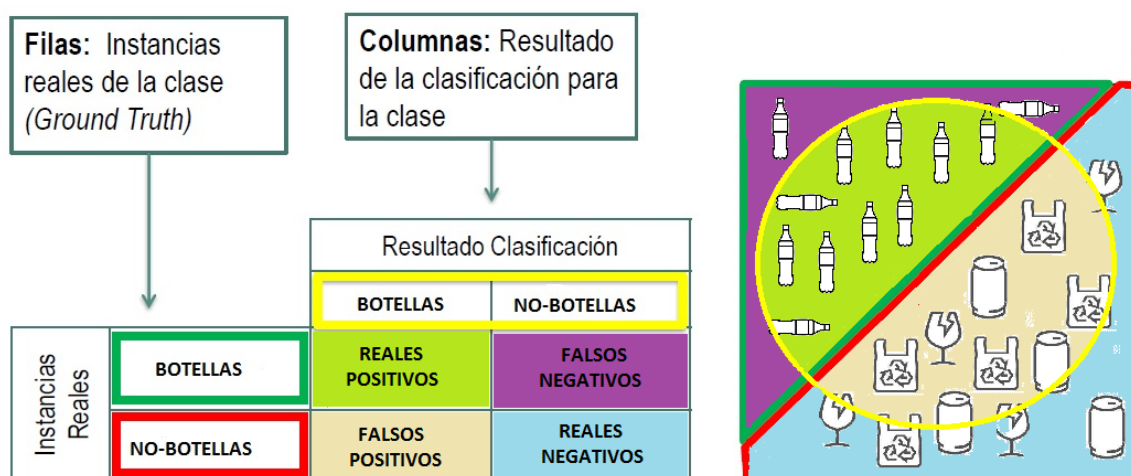 Filas: Instancias
reales de la clase
(Ground Truth)
Columnas: Resultado
de la clasificación para
la clase
Resultado Clasificación
BOTELLAS
NO-BOTELLAS
Instancias
Reales
BOTELLAS
REALES
POSITIVOS
FALSOS
NEGATIVOS
NO-BOTELLAS
FALSOS
POSITIVOS
REALES
NEGATIVOS